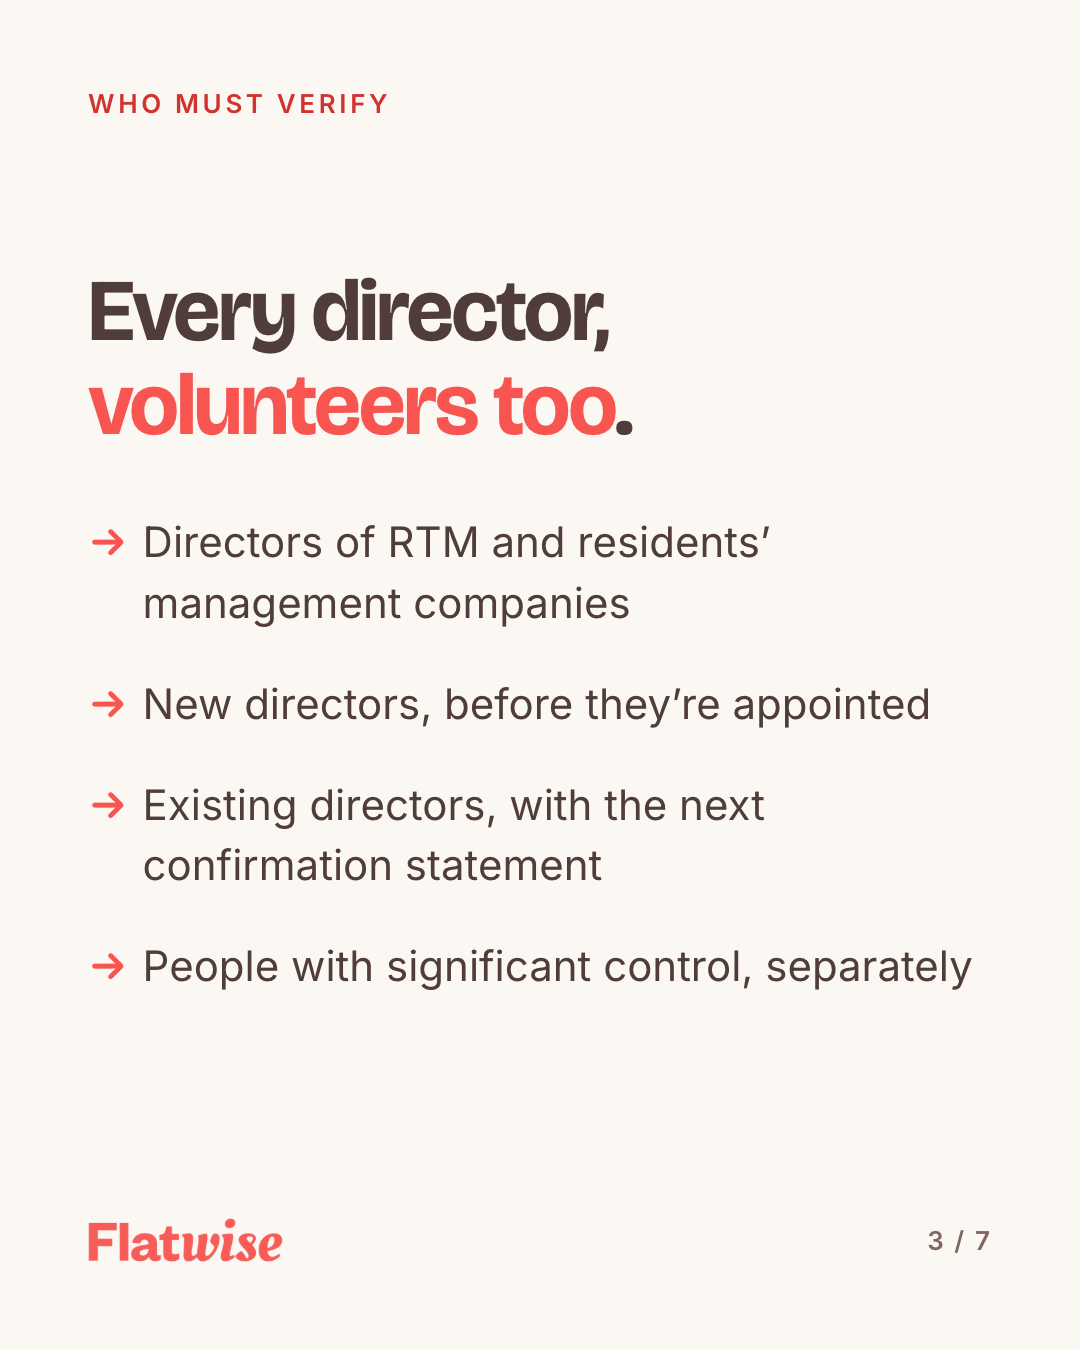 WHO MUST VERIFY
Every director,
volunteers too.
→ Directors of RTM and residents’
management companies
→ New directors, before they’re appointed
→ Existing directors, with the next
confirmation statement
→ People with significant control, separately
Flatwise
3 / 7